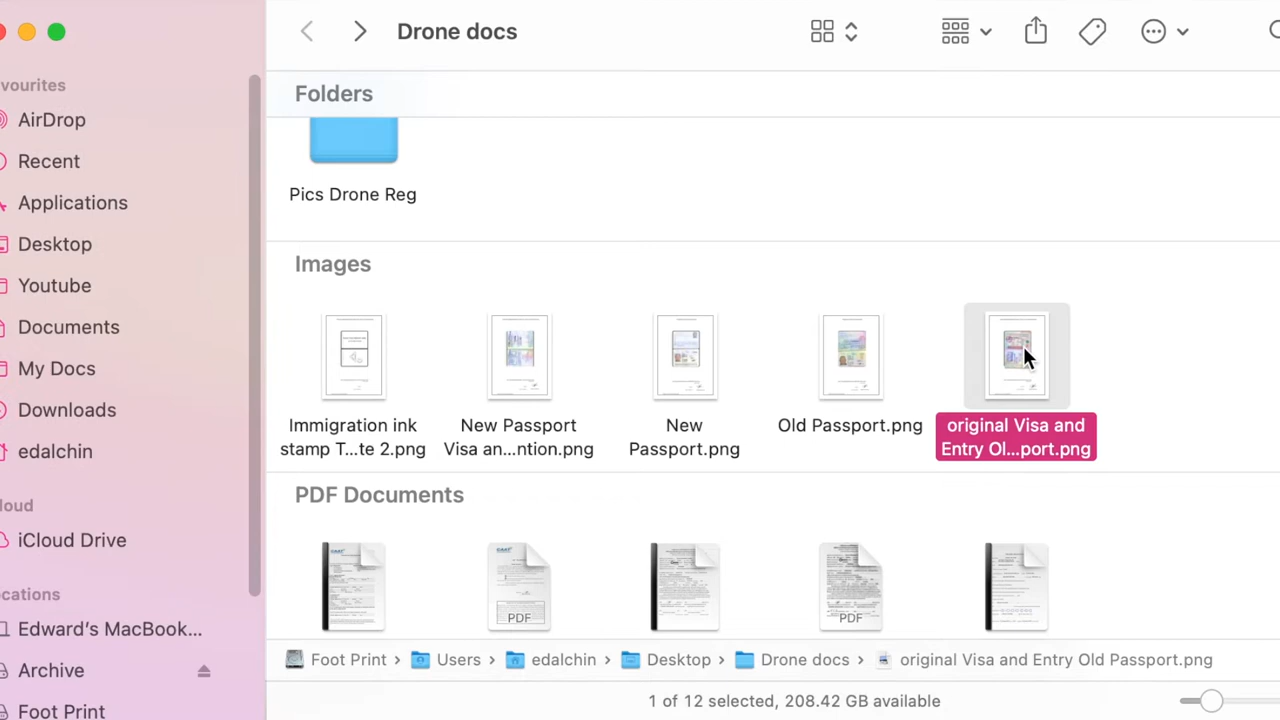 Drone docs
vourites
AirDrop
Recent
Applications
Desktop
Youtube
Documents
My Docs
Downloads
edalchin
loud
iCloud Drive
ocations
Edward's MacBook...
Archive
Foot Print
Folders
Pics Drone Reg
Images
Immigration ink
stamp T...te 2.png
New Passport
Visa an...ntion.png
New
Passport.png
Old Passport.png
original Visa and
Entry Ol...port.png
PDF Documents
PDF
PDF
Foot Print › Users › edalchin › Desktop › Drone docs › original Visa and Entry Old Passport.png
1 of 12 selected, 208.42 GB available